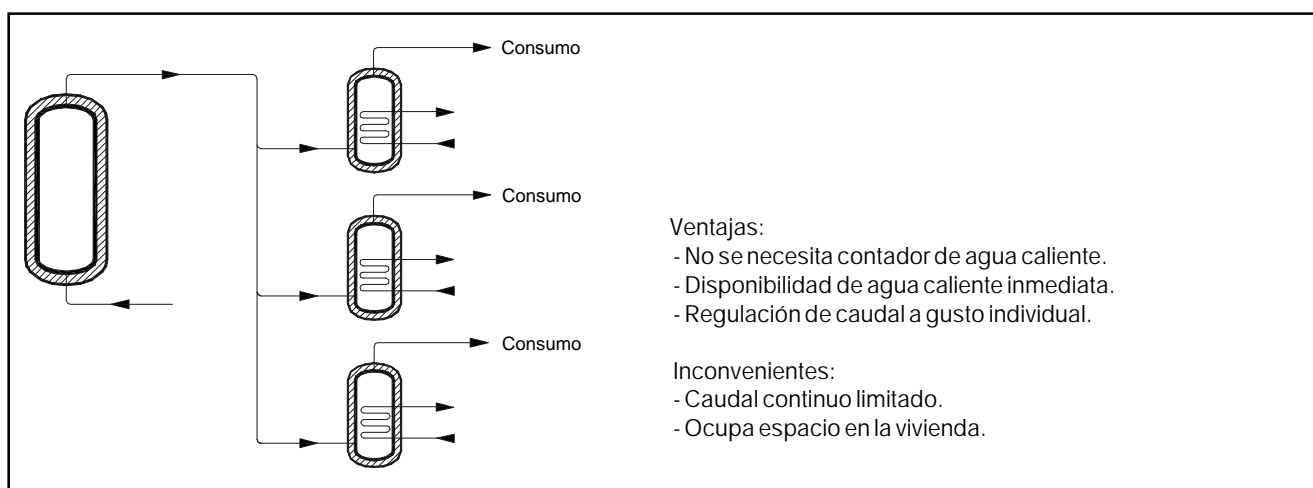 Consumo
Consumo
Consumo
Ventajas:
- No se necesita contador de agua caliente.
- Disponibilidad de agua caliente inmediata.
- Regulación de caudal a gusto individual.
Inconvenientes:
- Caudal continuo limitado.
- Ocupa espacio en la vivienda.